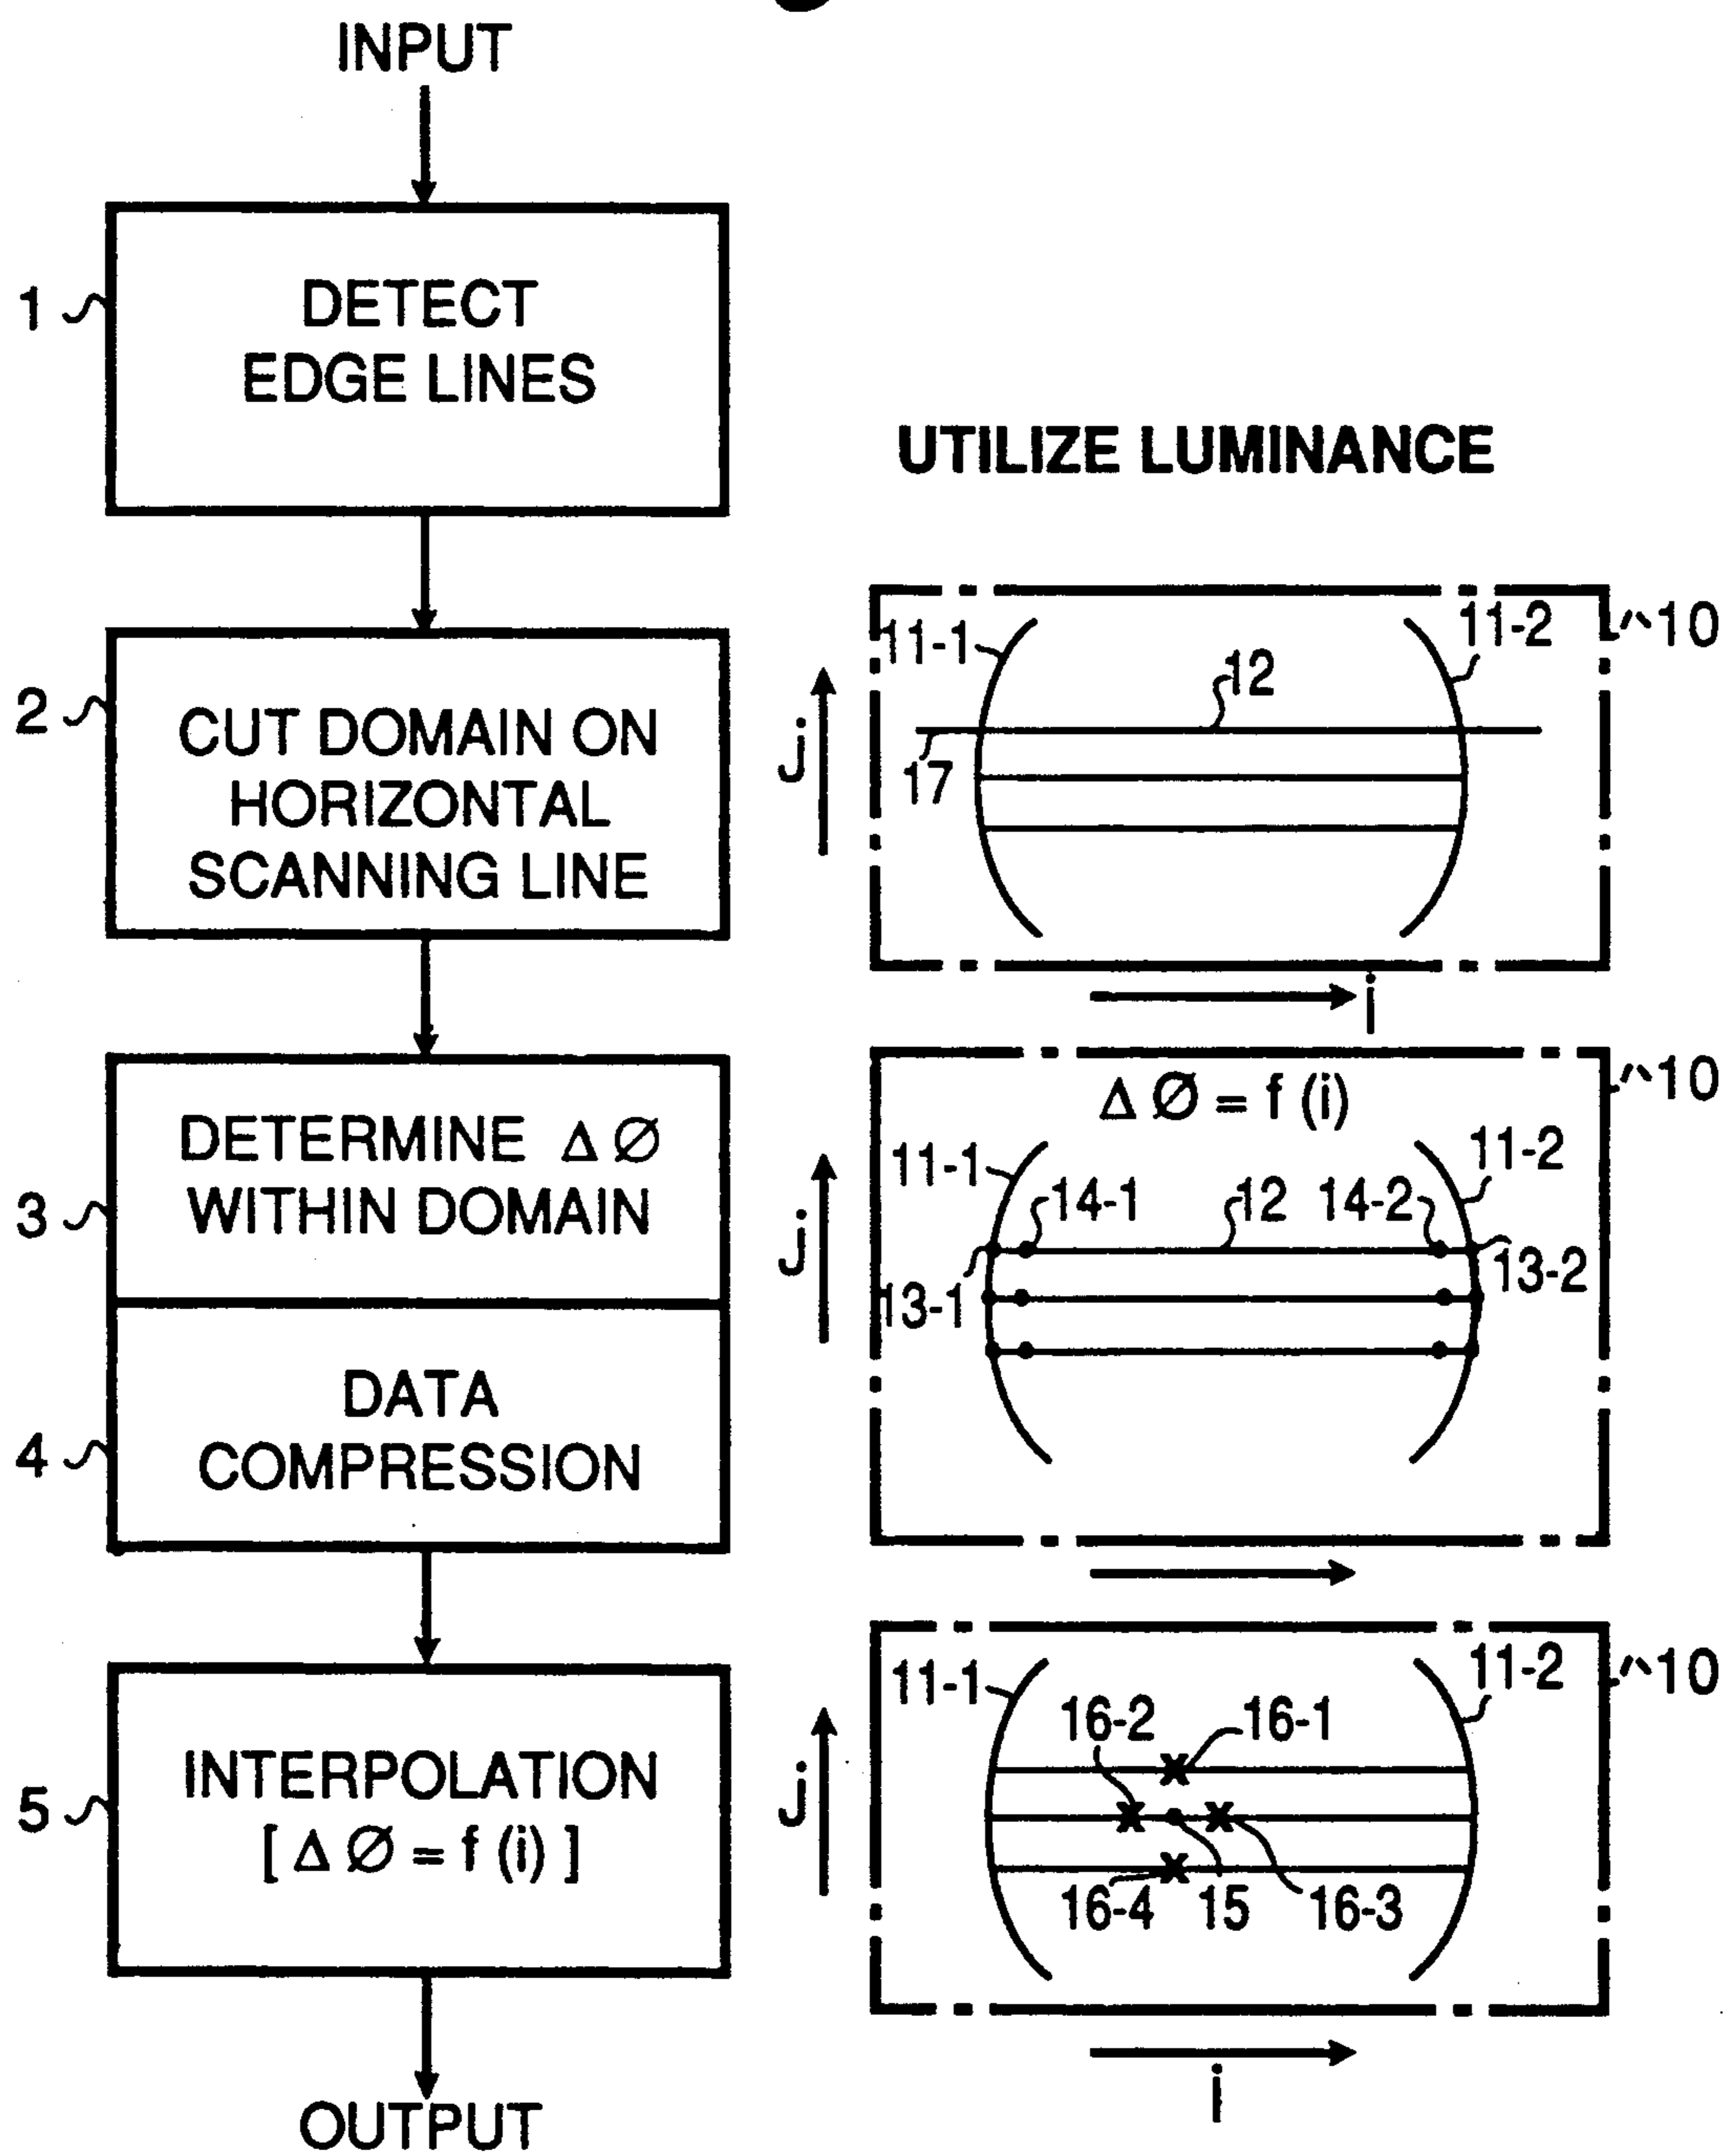 INPUT
1
DETECT
EDGE LINES
2
CUT DOMAIN ON
HORIZONTAL
SCANNING LINE
3
DETERMINE Δ Ø
WITHIN DOMAIN
4
DATA
COMPRESSION
5
INTERPOLATION
[ Δ Ø = f (i) ]
OUTPUT
UTILIZE LUMINANCE
11-1
11-2
10
12
17
j
i
10
Δ Ø = f (i)
11-1
11-2
14-1
12
14-2
13-1
13-2
j
10
11-1
11-2
16-2
16-1
16-4
15
16-3
j
i